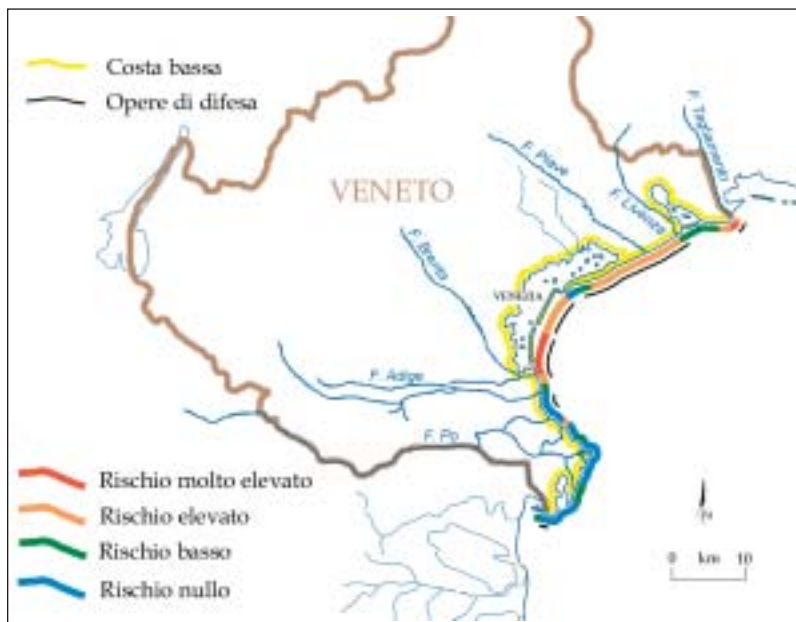 Costa bassa
Opere di difesa
VENETO
F. Tagliamento
F. Piave
F. Livenza
F. Brenta
VENEZIA
F. Adige
F. Po
Rischio molto elevato
Rischio elevato
Rischio basso
Rischio nullo
N
0 km 10